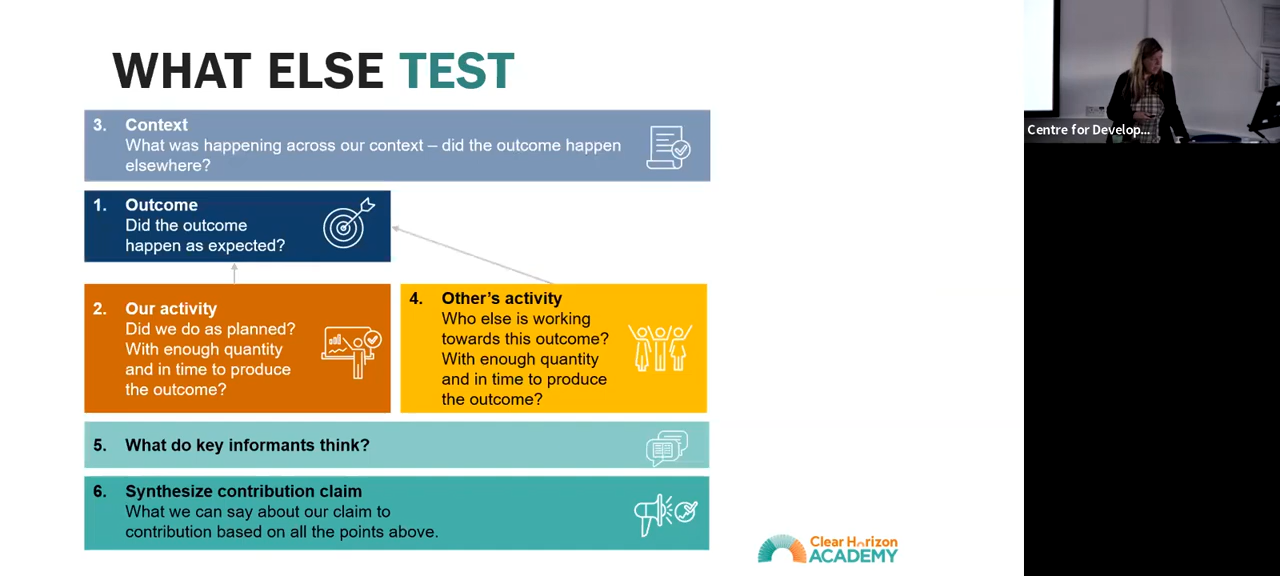 WHAT ELSE TEST
3. Context
What was happening across our context – did the outcome happen
elsewhere?
1. Outcome
Did the outcome
happen as expected?
2. Our activity
Did we do as planned?
With enough quantity
and in time to produce
the outcome?
4. Other's activity
Who else is working
towards this outcome?
With enough quantity
and in time to produce
the outcome?
5. What do key informants think?
6. Synthesize contribution claim
What we can say about our claim to
contribution based on all the points above.
Clear Horizon
ACADEMY
Centre for Develop...